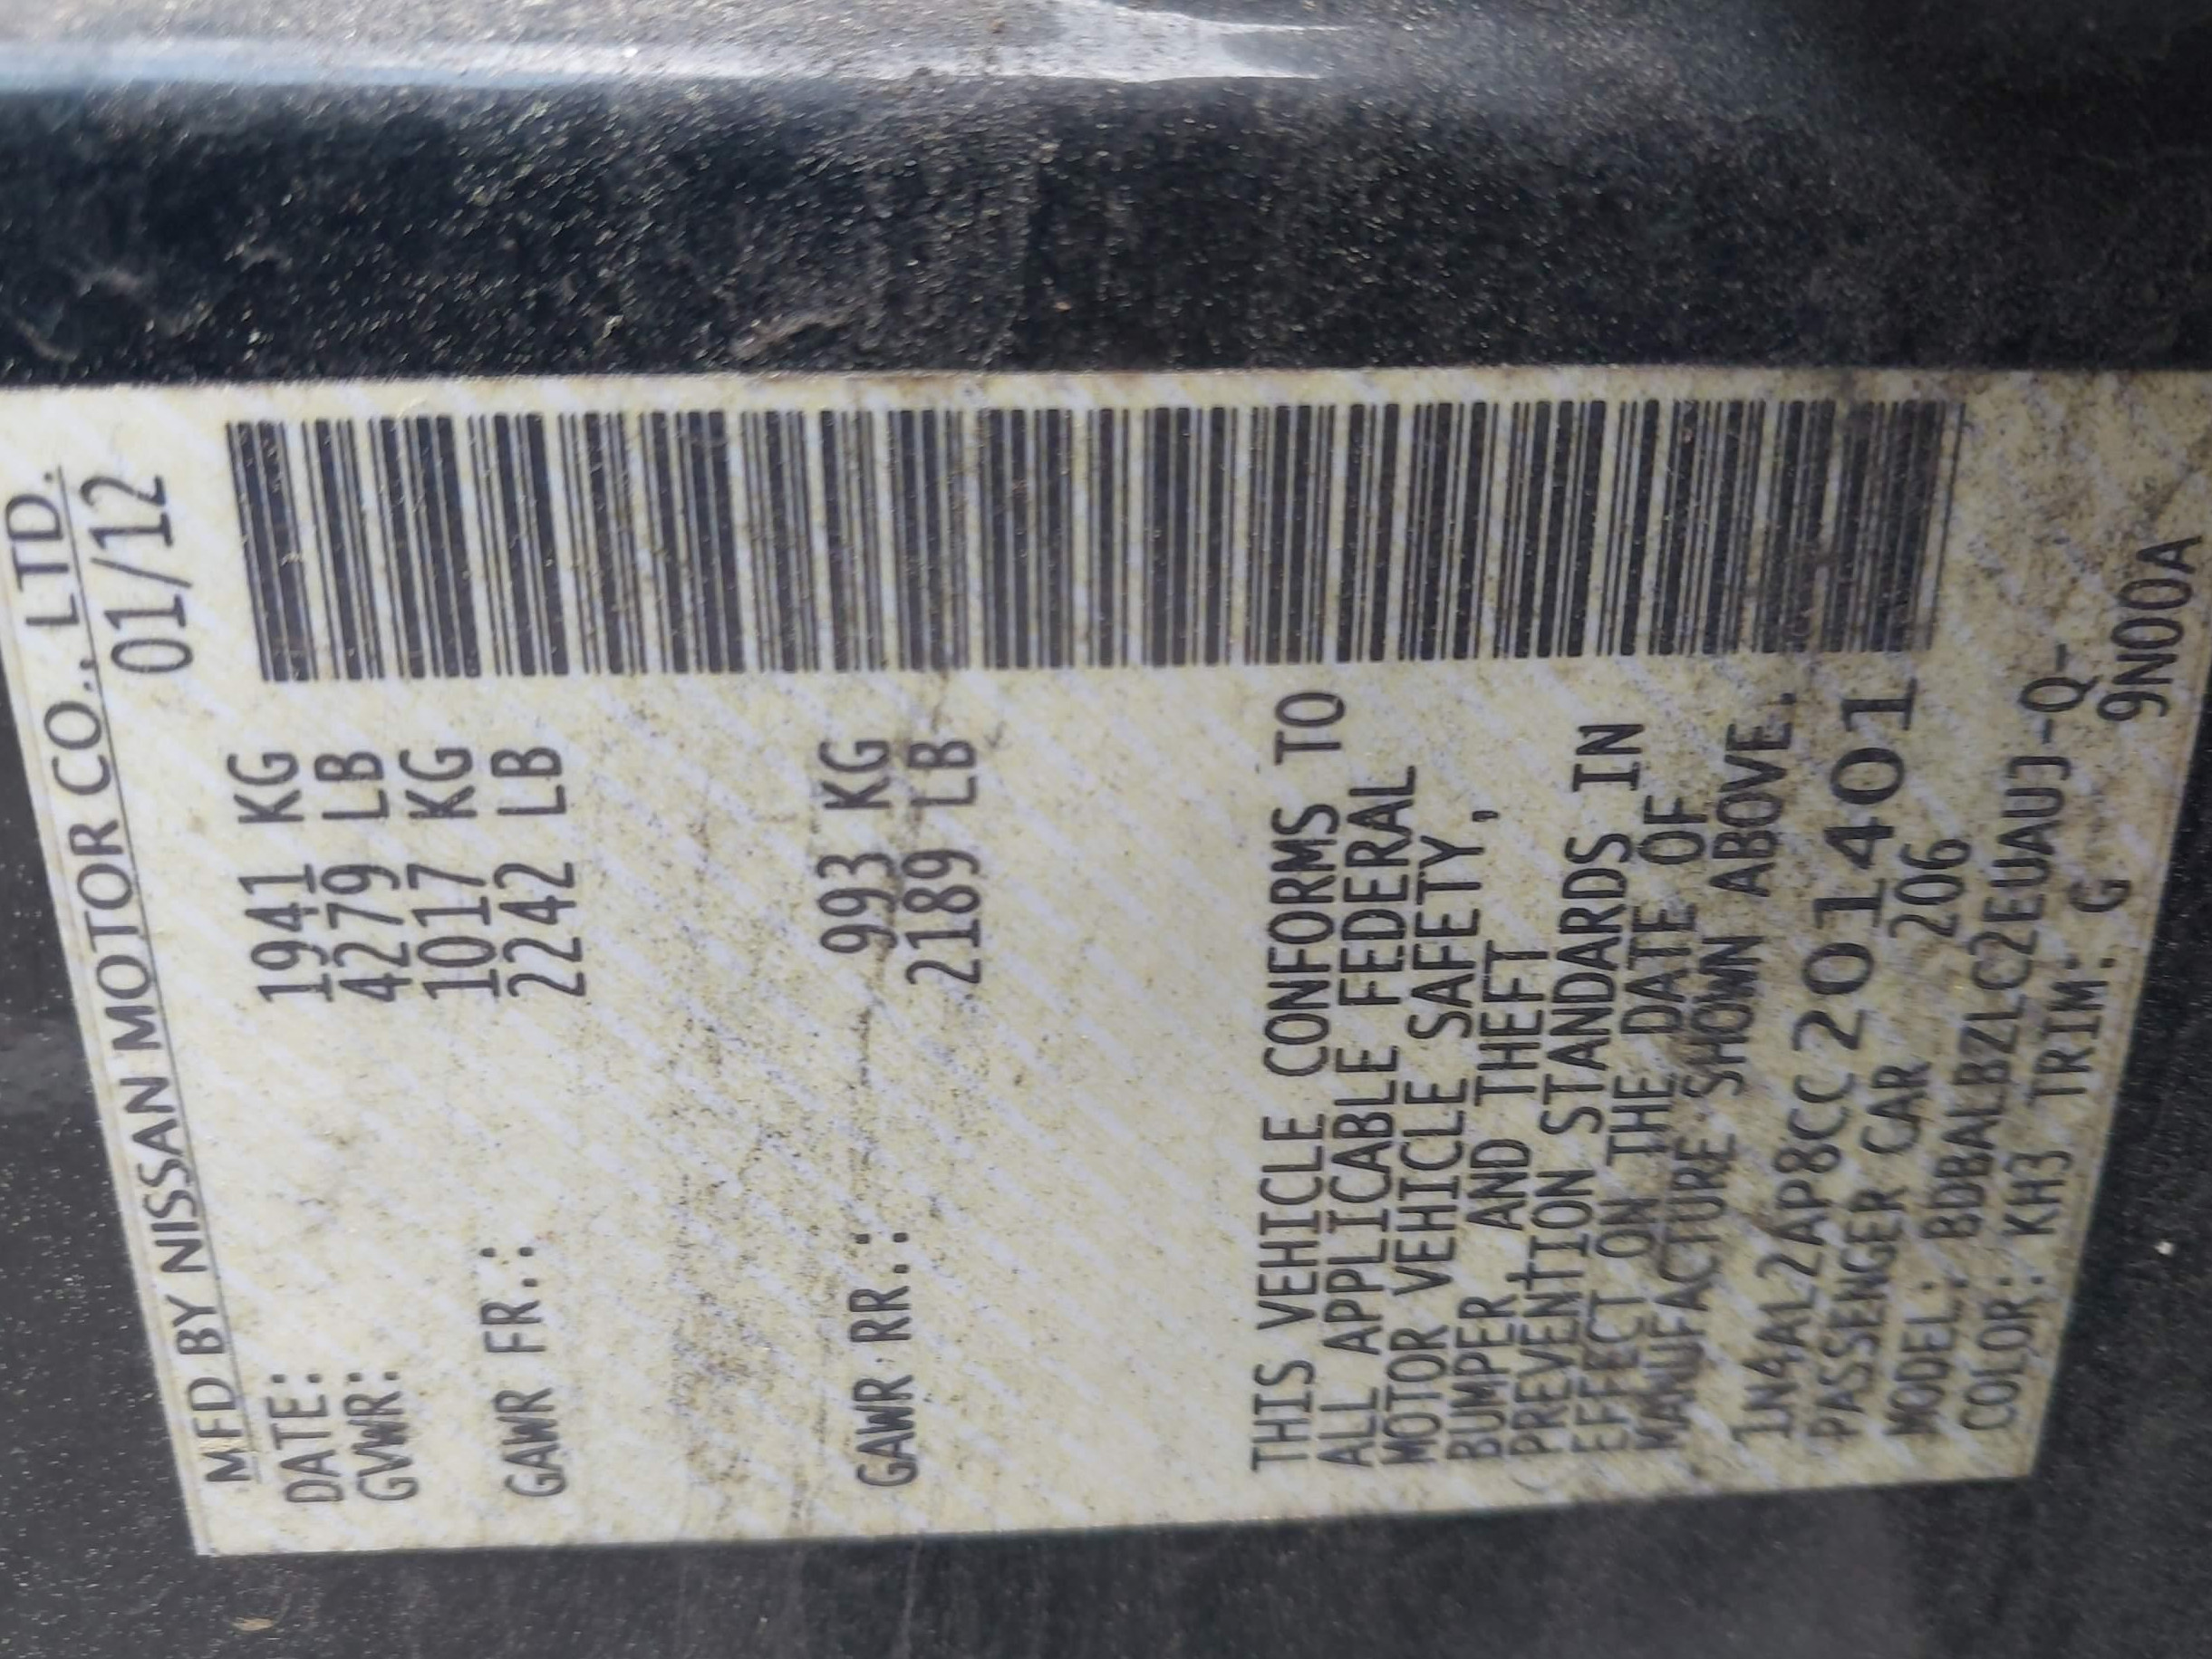 MFD BY NISSAN MOTOR CO., LTD.
DATE: 01/12
GVWR: 1941 KG
4279 LB
GAWR FR.: 1017 KG
2242 LB
GAWR RR.: 993 KG
2189 LB
THIS VEHICLE CONFORMS TO
ALL APPLICABLE FEDERAL
MOTOR VEHICLE SAFETY,
BUMPER AND THEFT
PREVENTION STANDARDS IN
EFFECT ON THE DATE OF
MANUFACTURE SHOWN ABOVE.
1N4AL2AP8CC201401
PASSENGER CAR 206
MODEL: BDBALBZLC2EUAUJ-Q-
COLOR: KH3 TRIM: G
9N00A